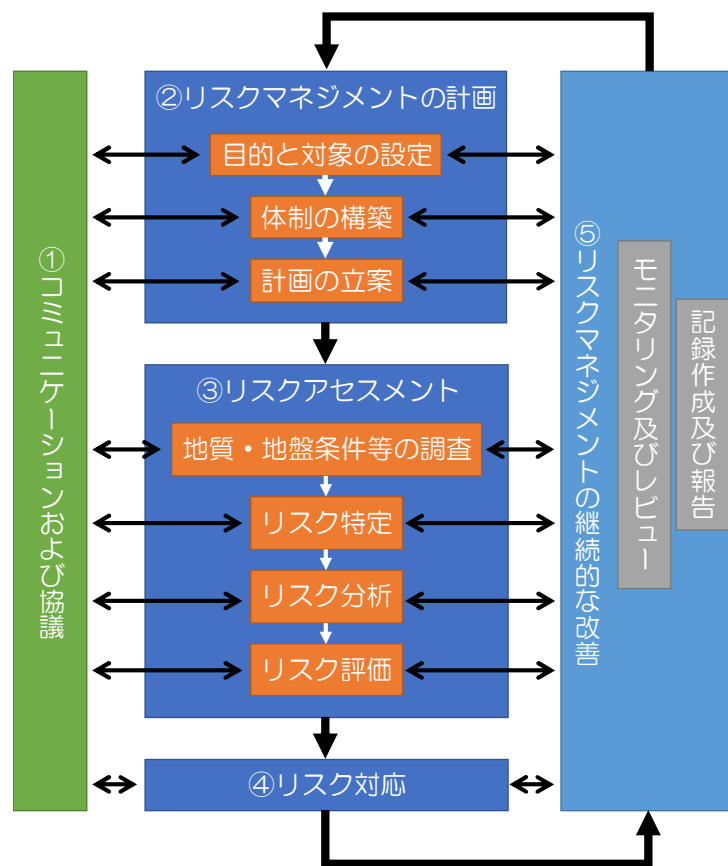 ①コミュニケーションおよび協議
②リスクマネジメントの計画
目的と対象の設定
体制の構築
計画の立案
③リスクアセスメント
地質・地盤条件等の調査
リスク特定
リスク分析
リスク評価
④リスク対応
⑤リスクマネジメントの継続的な改善
モニタリング及びレビュー
記録作成及び報告